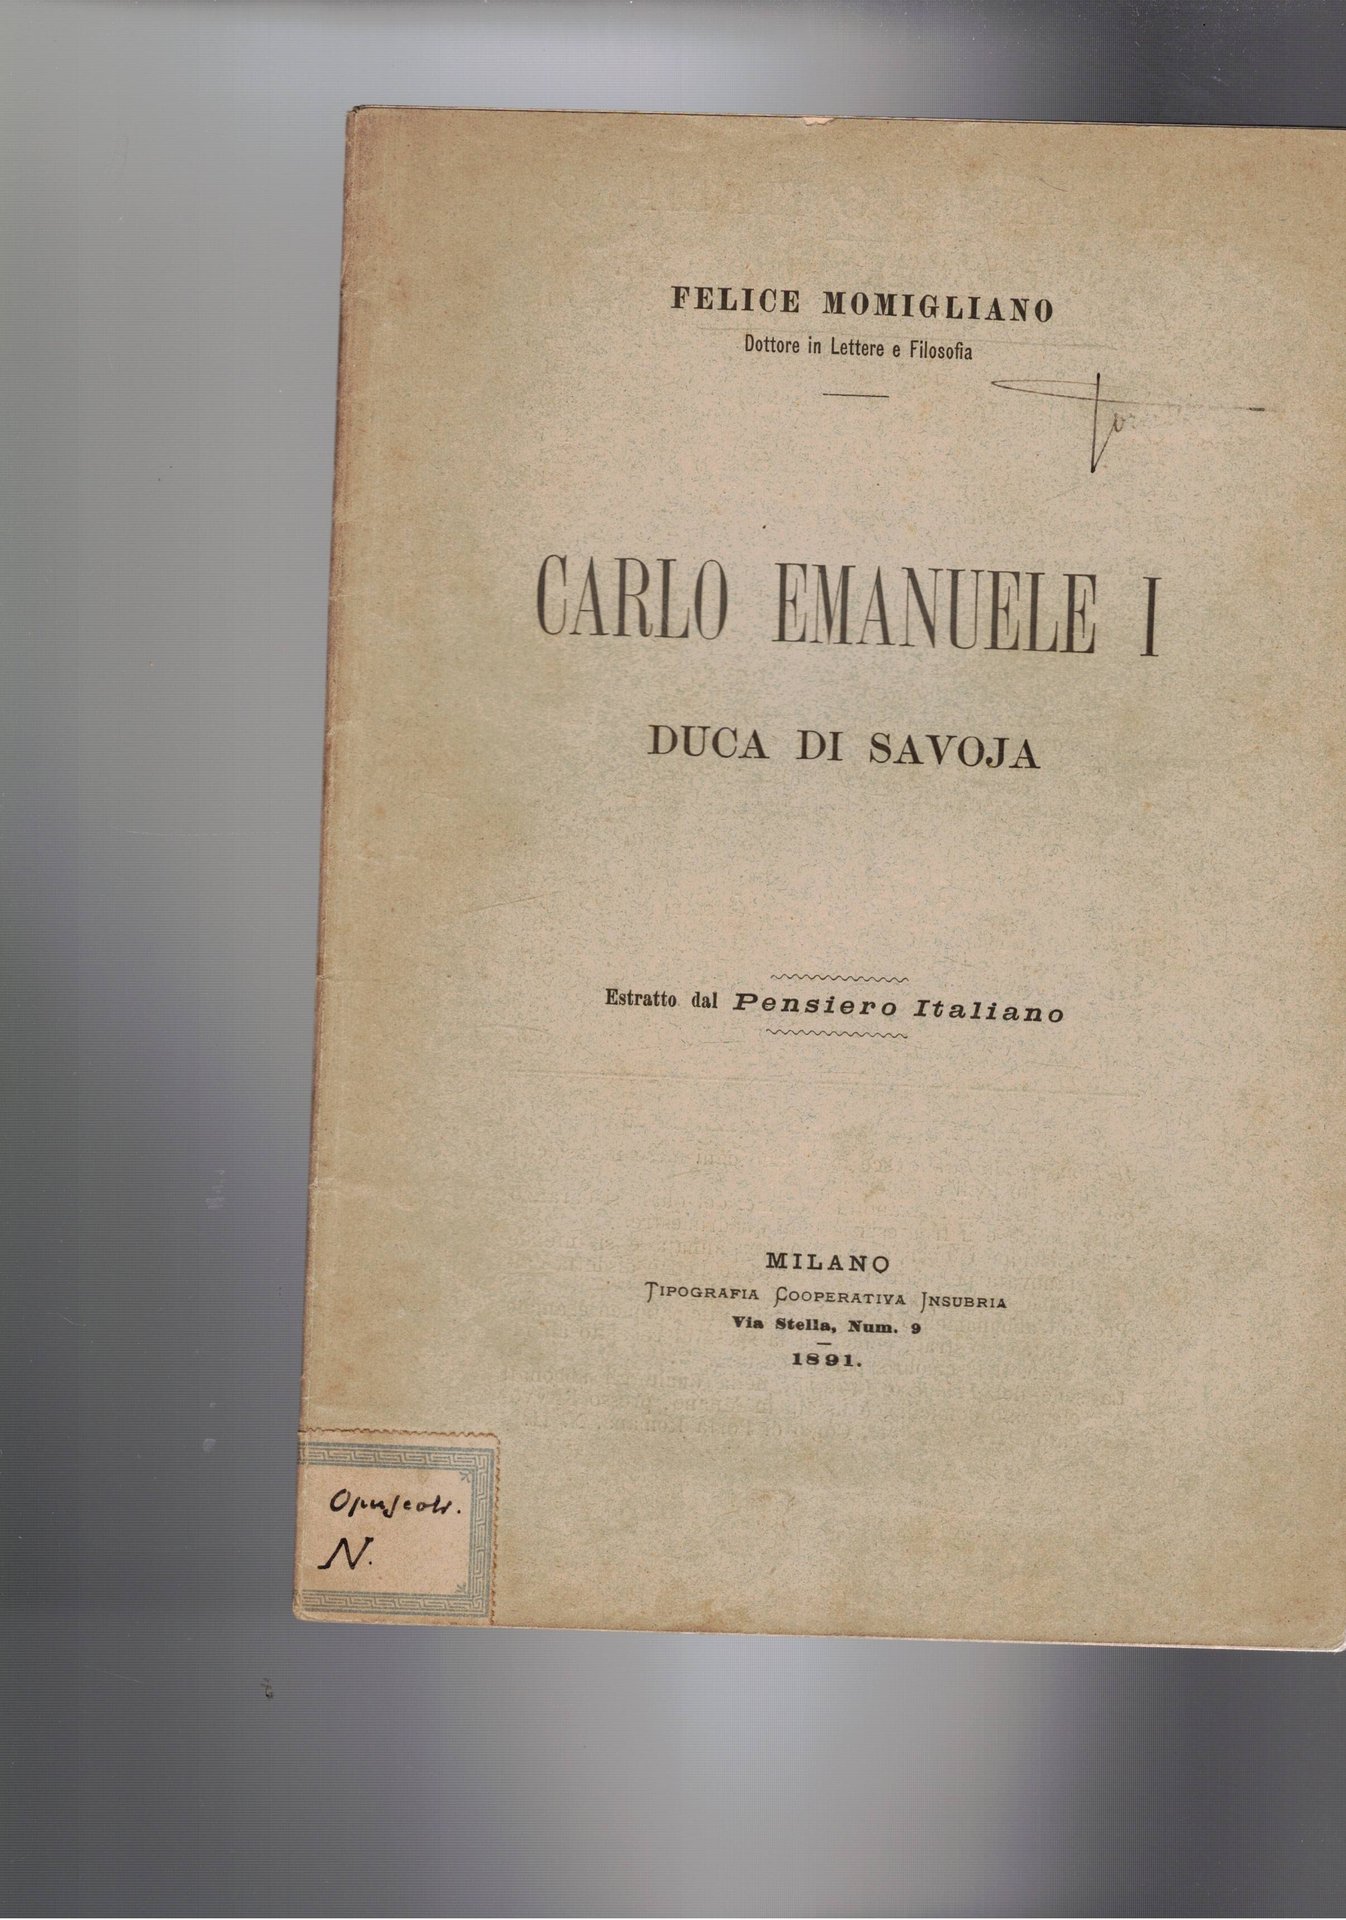 FELICE MOMIGLIANO
Dottore in Lettere e Filosofia
CARLO EMANUELE I
DUCA DI SAVOJA
Estratto dal Pensiero Italiano
MILANO
TIPOGRAFIA COOPERATIVA INSUBRIA
Via Stella, Num. 9
1891.
Opuscoli.
N.